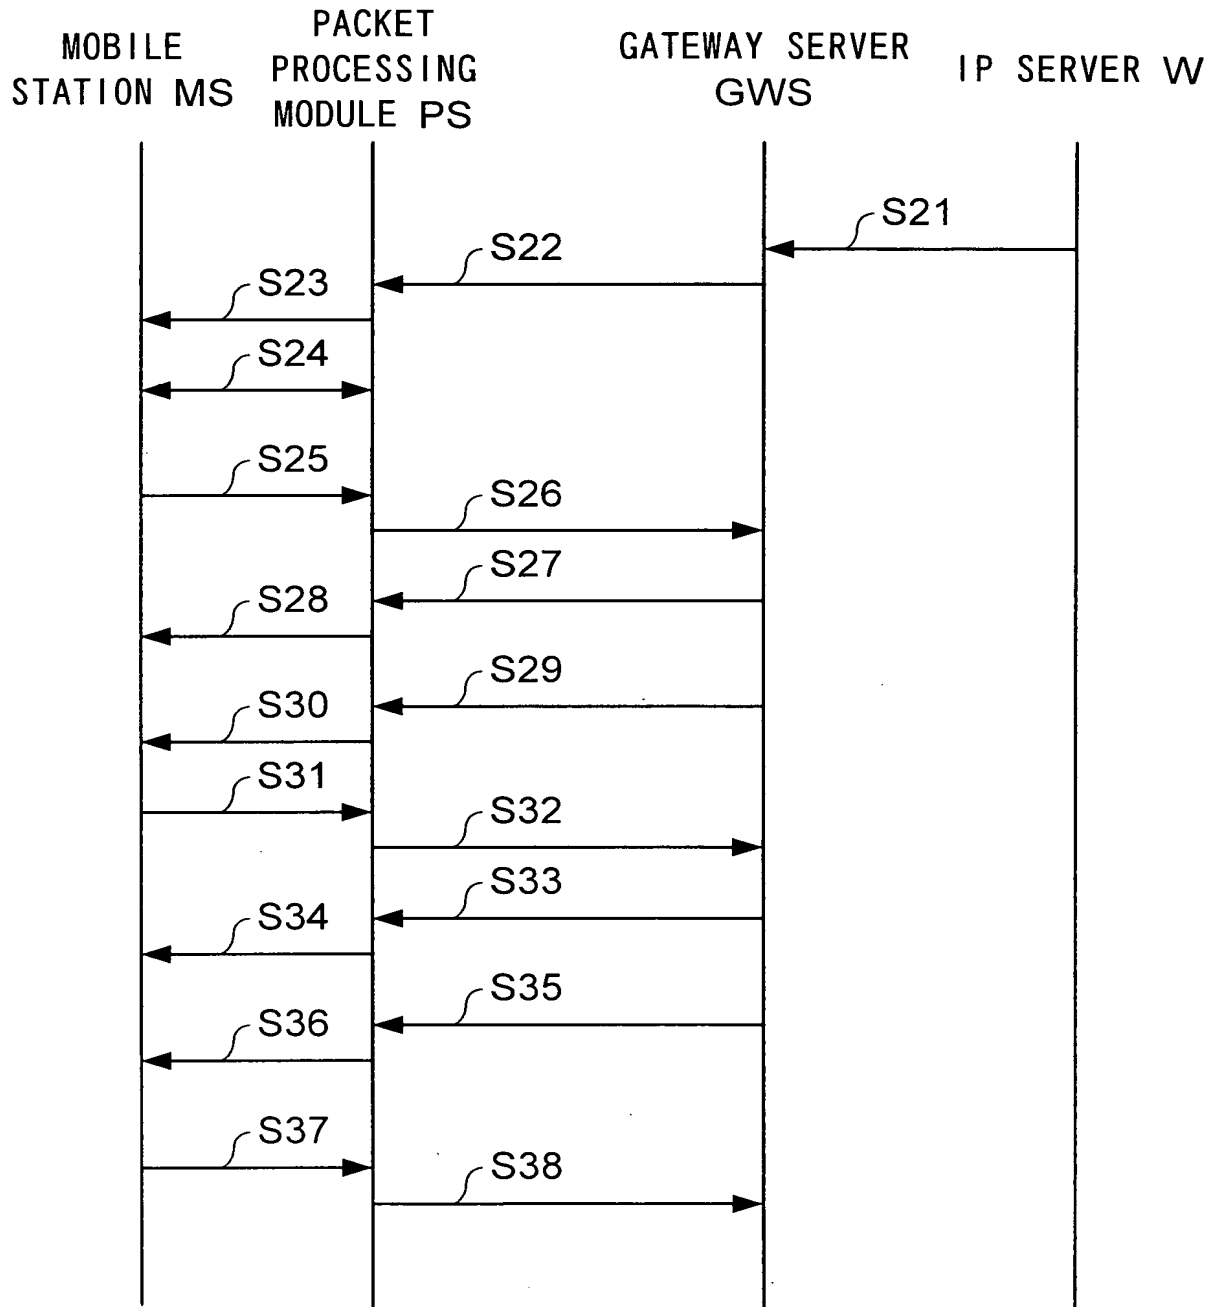 MOBILE
STATION MS
PACKET
PROCESSING
MODULE PS
GATEWAY SERVER
GWS
IP SERVER W
S21
S22
S23
S24
S25
S26
S27
S28
S29
S30
S31
S32
S33
S34
S35
S36
S37
S38